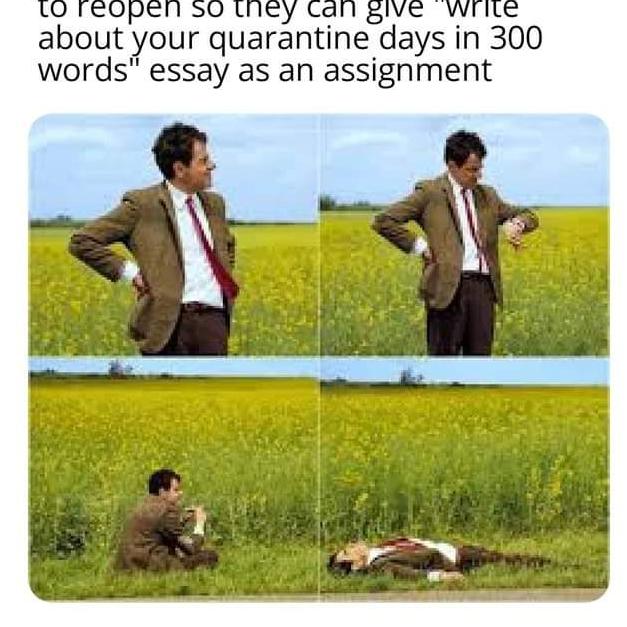 to reopen so they can give "write
about your quarantine days in 300
words" essay as an assignment